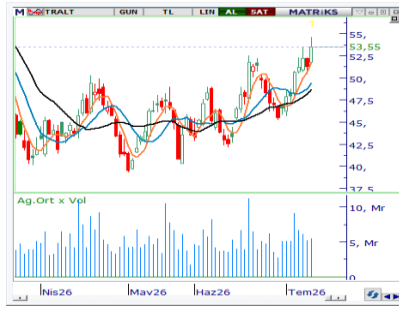 M TRALT GUN TL LIN AL SAT MATRiKS
1
55,
53,55
52,5
50,
47,5
45,
42,5
40,
37,5
Ag.Ort x Vol
10, Mr
5, Mr
0
Nis26 May26 Haz26 Tem26